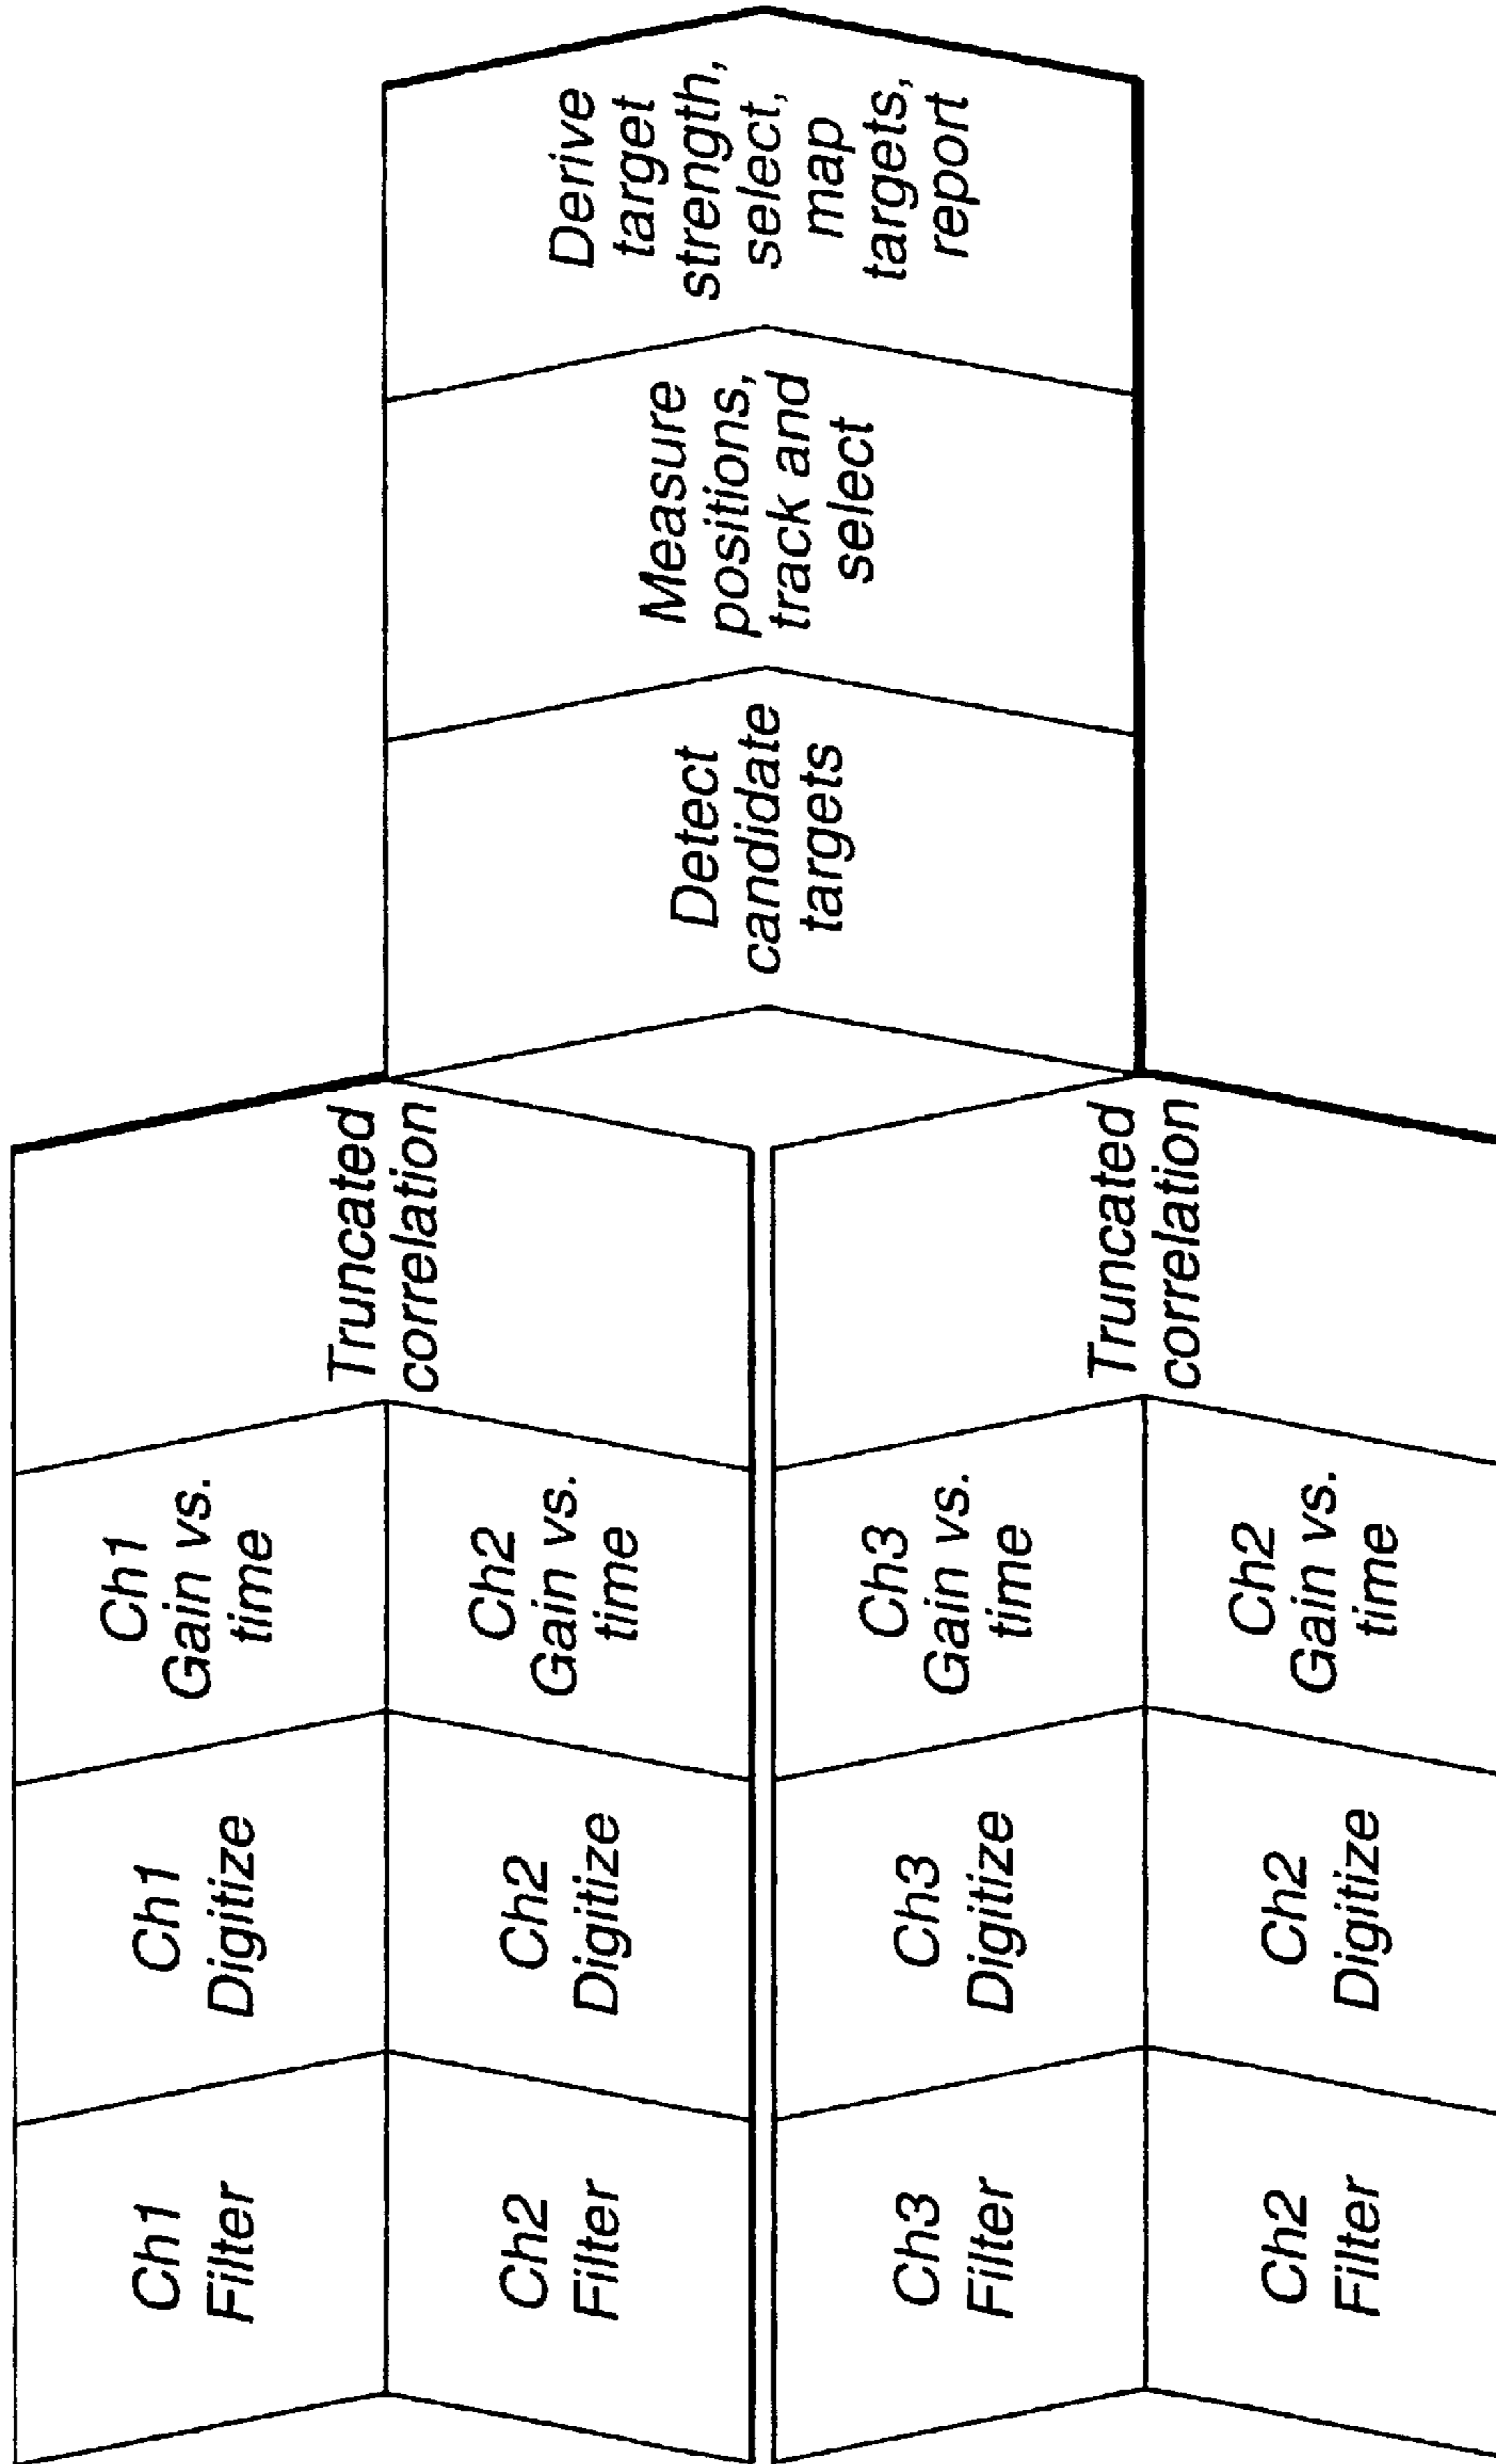 Ch1
Filter
Ch1
Digitize
Ch1
Gain vs.
time
Ch2
Filter
Ch2
Digitize
Ch2
Gain vs.
time
Truncated
correlation
Ch3
Filter
Ch3
Digitize
Ch3
Gain vs.
time
Ch2
Filter
Ch2
Digitize
Ch2
Gain vs.
time
Truncated
correlation
Detect
candidate
targets
Measure
positions,
track and
select
Derive
target
strength,
select,
map
targets,
report